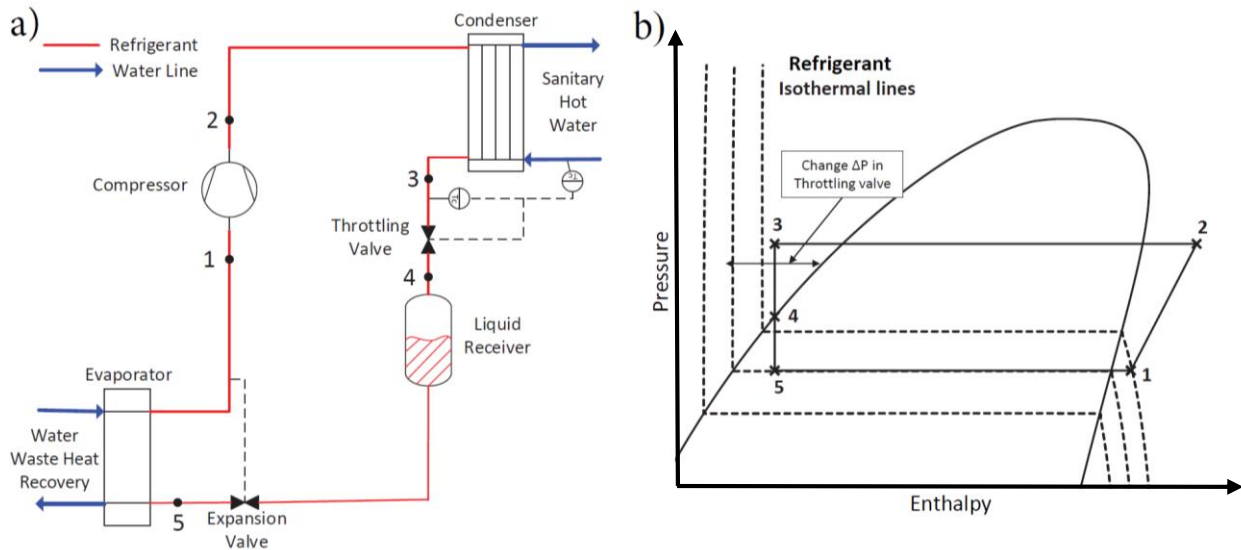 a)
Refrigerant
Water Line
Condenser
Sanitary
Hot
Water
2
Compressor
3
Tc
Tc
Throttling
Valve
1
4
Liquid
Receiver
Evaporator
Water
Waste Heat
Recovery
5
Expansion
Valve
b)
Refrigerant
Isothermal lines
Change ΔP in
Throttling valve
3
2
4
5
1
Pressure
Enthalpy